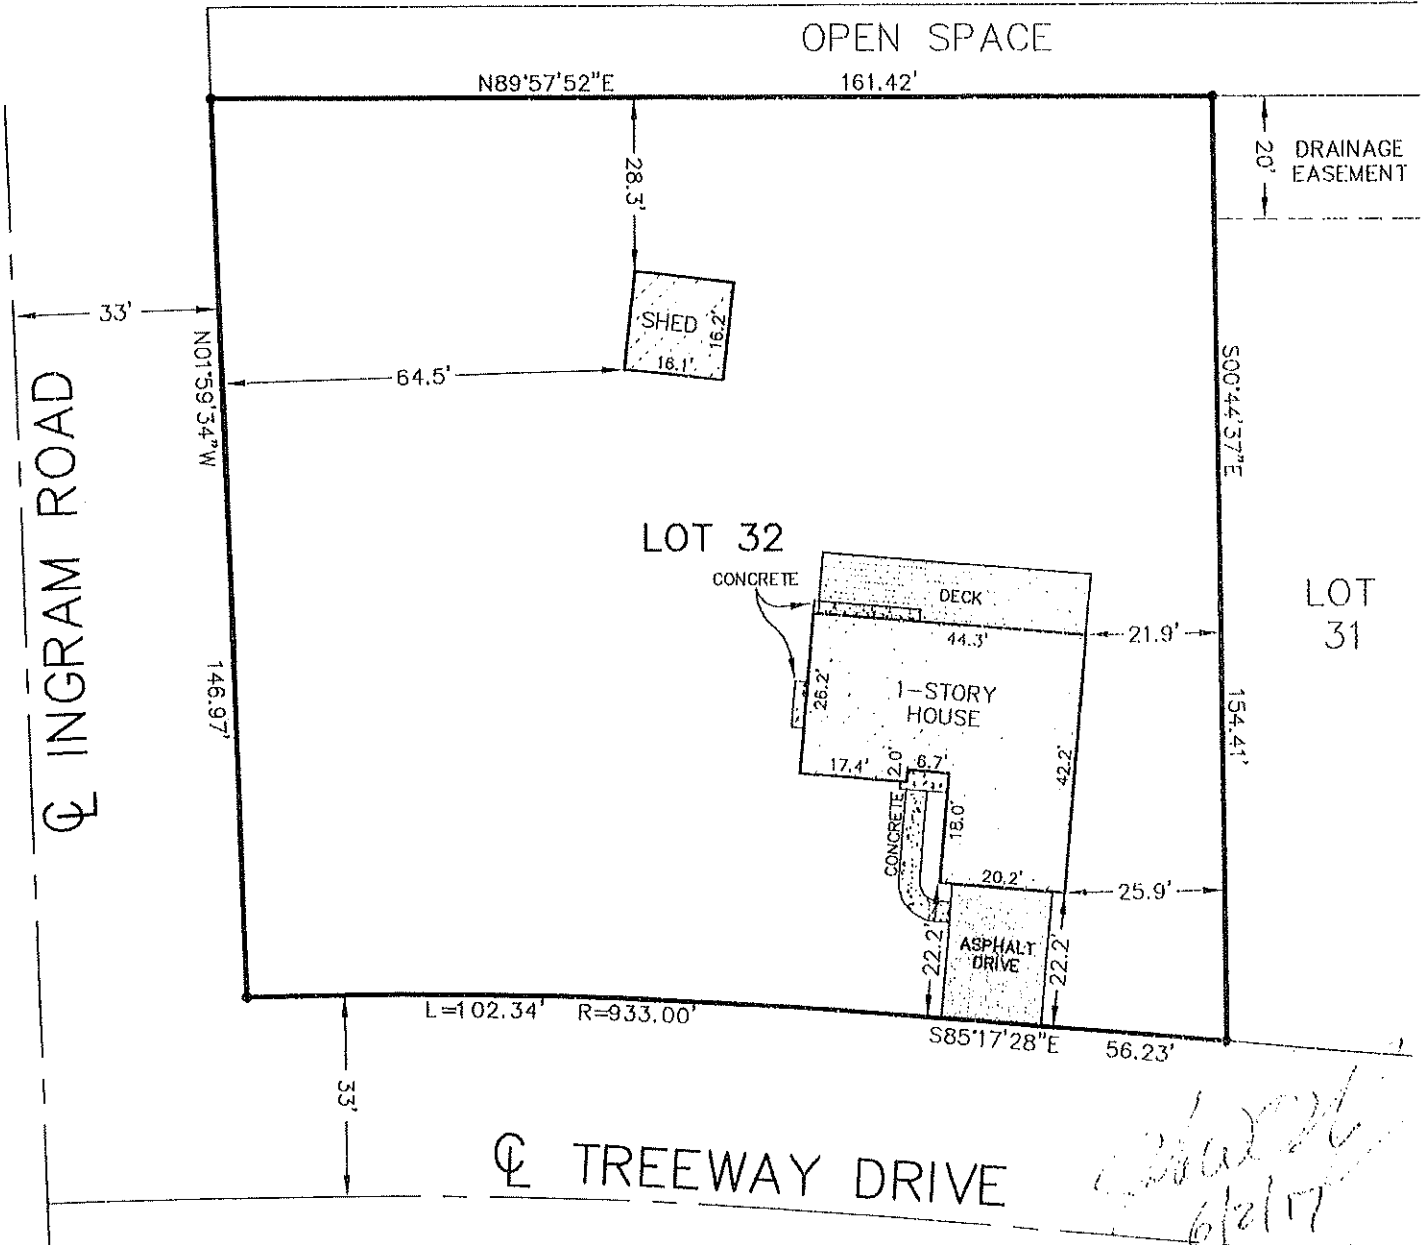 OPEN SPACE
N89°57'52"E 161.42'
20' DRAINAGE
EASEMENT
28.3'
SHED
16.2'
16.1'
33'
64.5'
N01°59'34"W
146.97'
S00°44'37"E
154.41'
℄ INGRAM ROAD
LOT 32
CONCRETE
DECK
44.3'
21.9'
LOT
31
26.2'
1-STORY
HOUSE
42.2'
17.4'
2.0'
6.7'
CONCRETE
18.0'
20.2'
25.9'
22.2'
ASPHALT
DRIVE
22.2'
L=102.34' R=933.00'
S85°17'28"E 56.23'
33'
℄ TREEWAY DRIVE
6/2/17